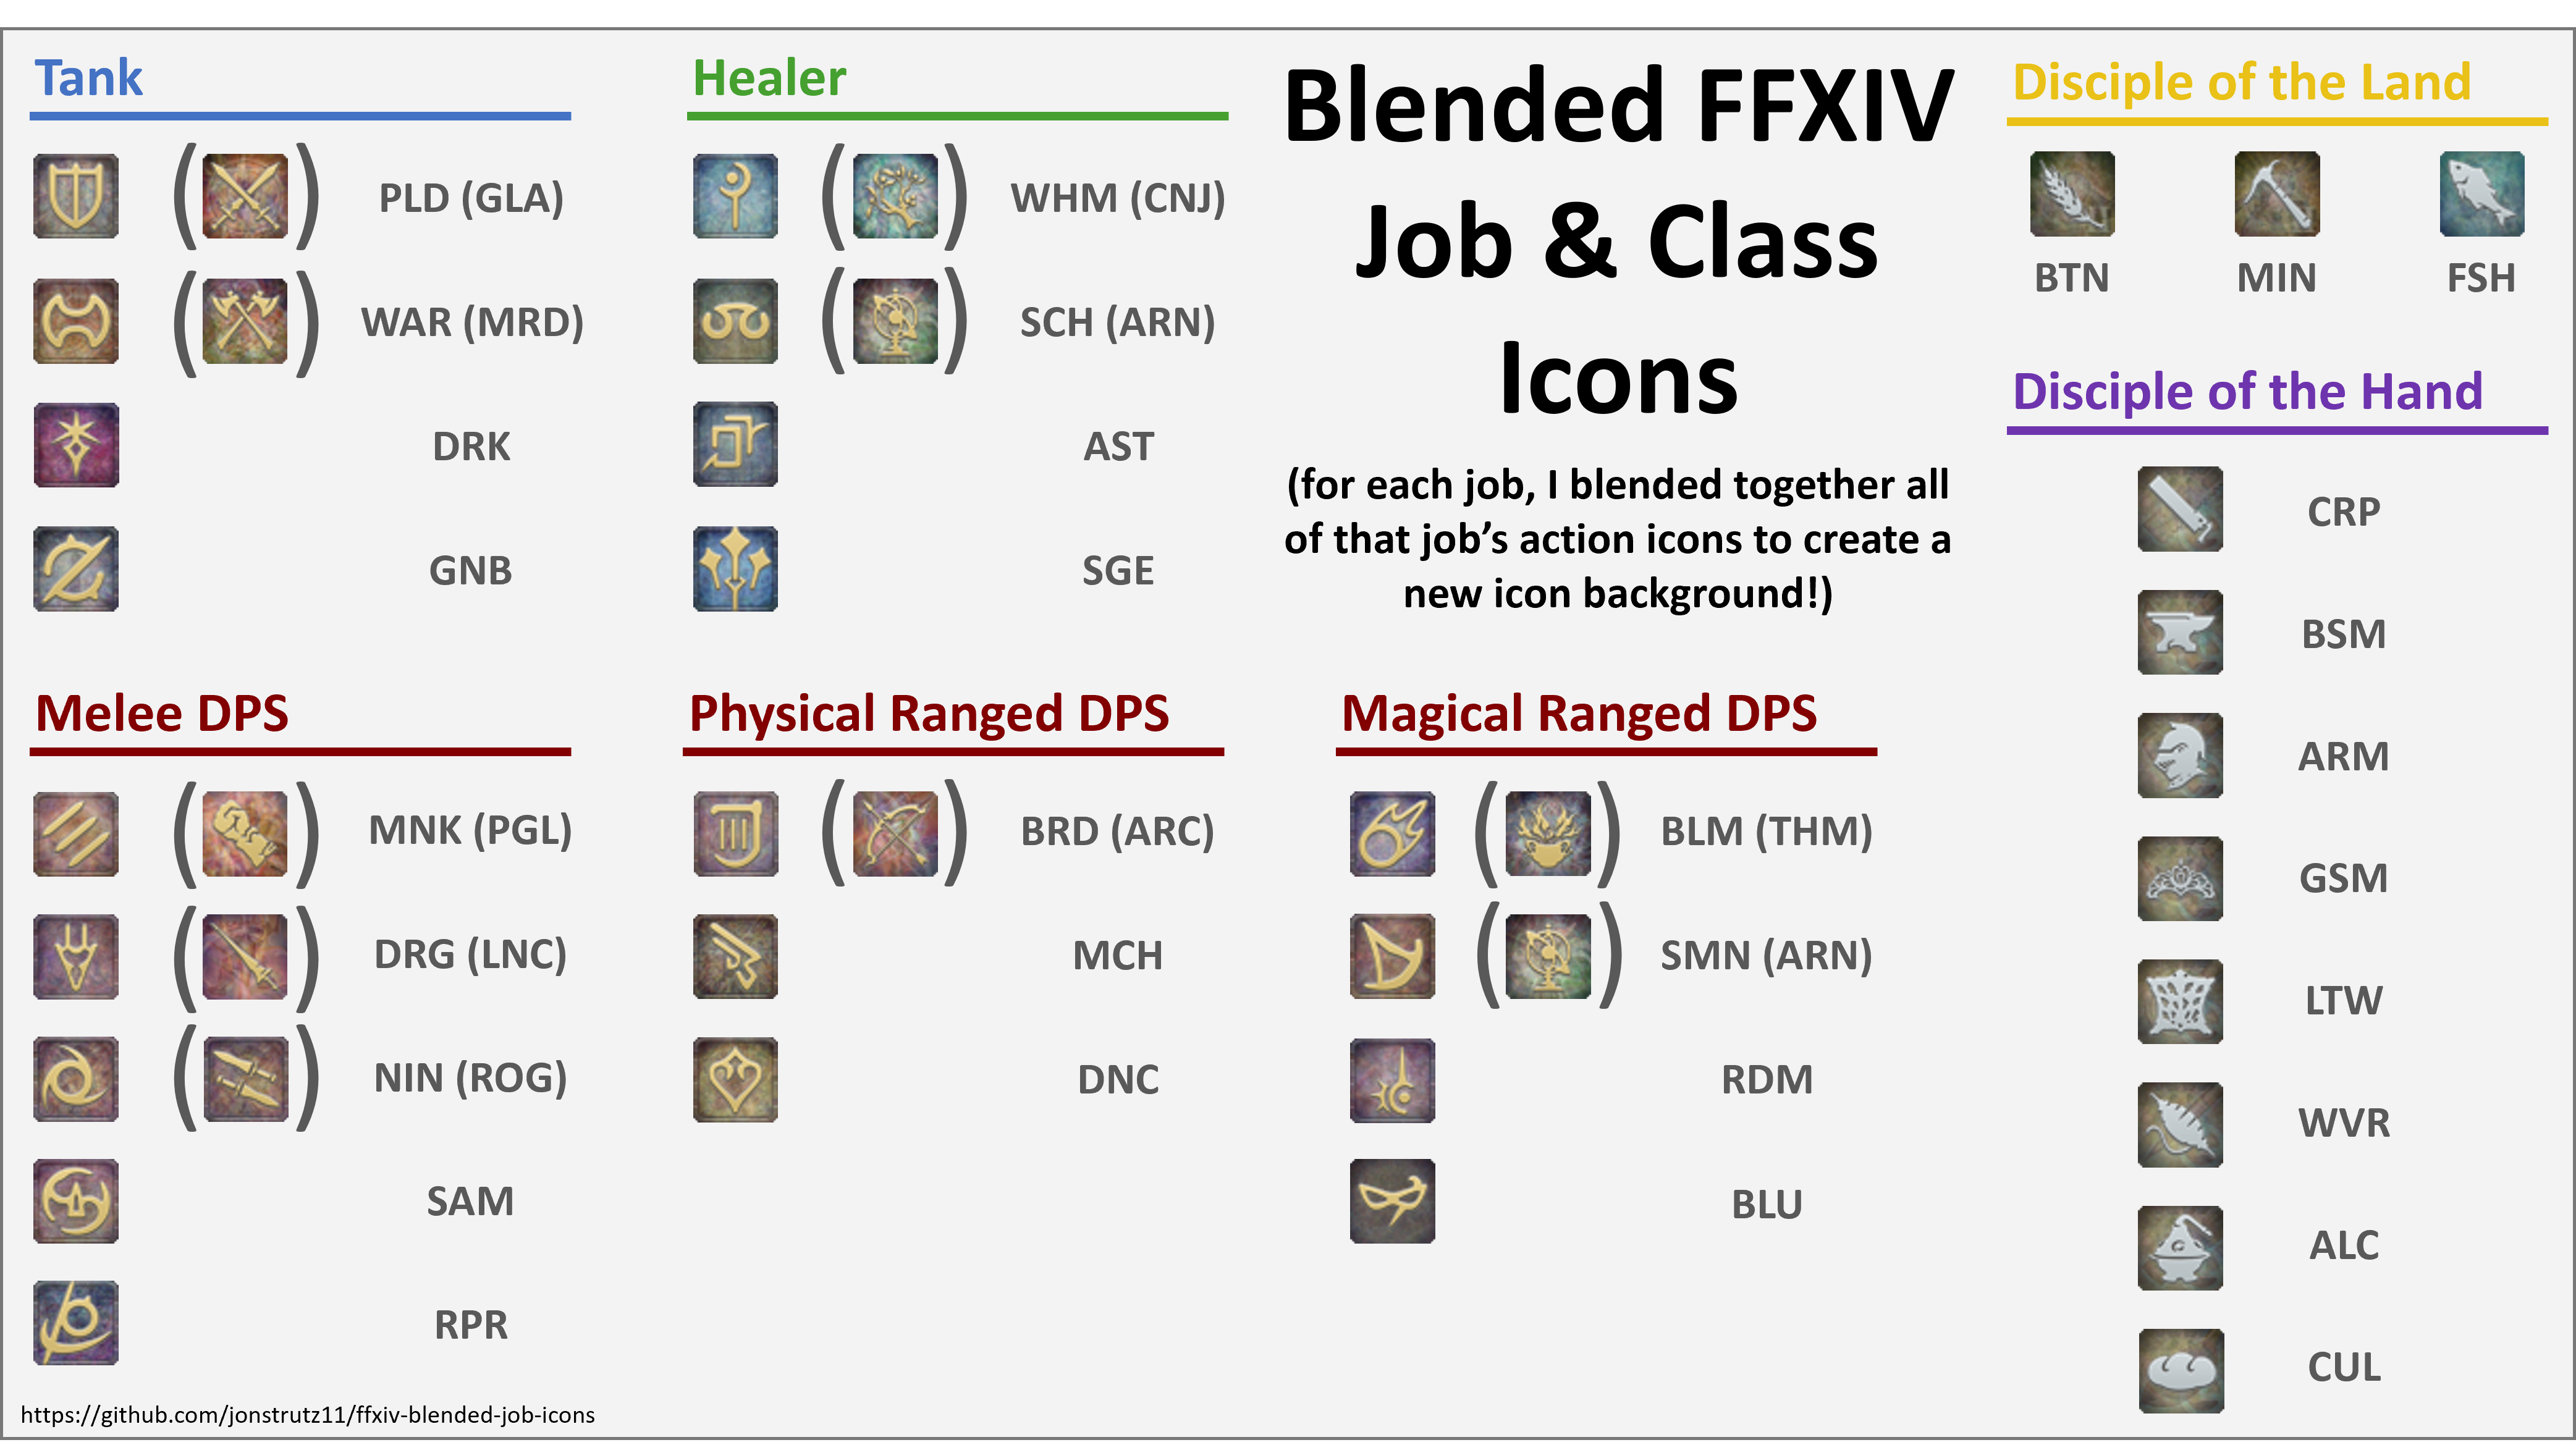 Blended FFXIV
Job & Class
Icons
(for each job, I blended together all
of that job’s action icons to create a
new icon background!)
Tank
PLD (GLA)
WAR (MRD)
DRK
GNB
Healer
WHM (CNJ)
SCH (ARN)
AST
SGE
Melee DPS
MNK (PGL)
DRG (LNC)
NIN (ROG)
SAM
RPR
Physical Ranged DPS
BRD (ARC)
MCH
DNC
Magical Ranged DPS
BLM (THM)
SMN (ARN)
RDM
BLU
Disciple of the Land
BTN MIN FSH
Disciple of the Hand
CRP
BSM
ARM
GSM
LTW
WVR
ALC
CUL
https://github.com/jonstrutz11/ffxiv-blended-job-icons